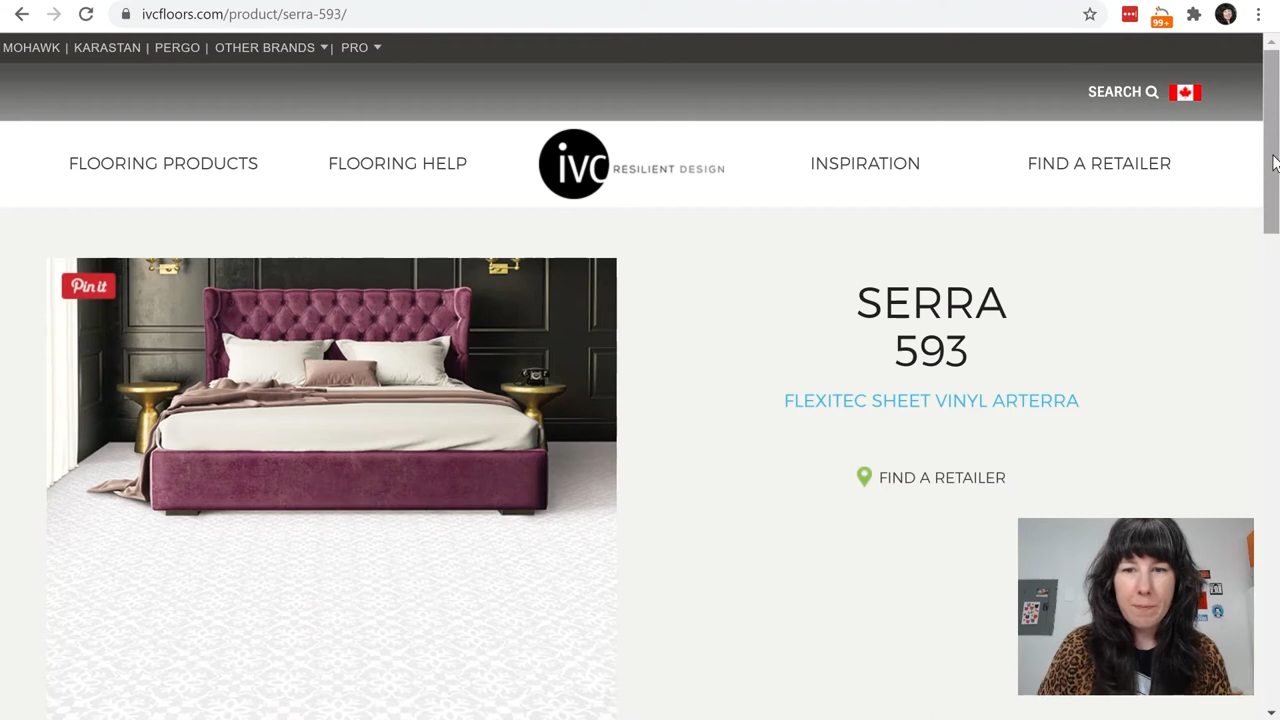 ivcfloors.com/product/serra-593/
99+
MOHAWK | KARASTAN | PERGO | OTHER BRANDS | PRO
SEARCH
FLOORING PRODUCTS
FLOORING HELP
ivc RESILIENT DESIGN
INSPIRATION
FIND A RETAILER
Pin it
SERRA
593
FLEXITEC SHEET VINYL ARTERRA
FIND A RETAILER